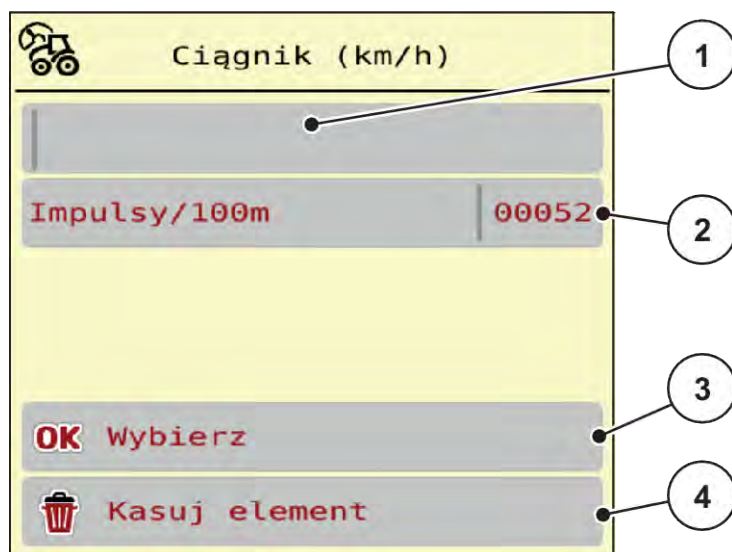 Ciągnik (km/h)
1
Impulsy/100m 00052
2
OK Wybierz
3
Kasuj element
4